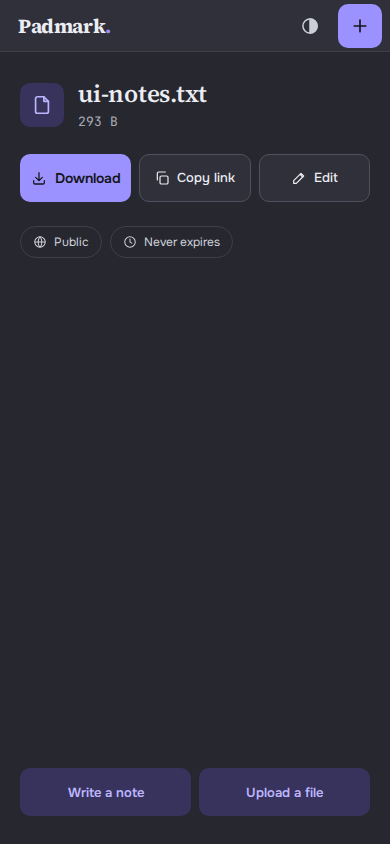 Padmark.
ui-notes.txt
293 B
Download
Copy link
Edit
Public
Never expires
Write a note
Upload a file